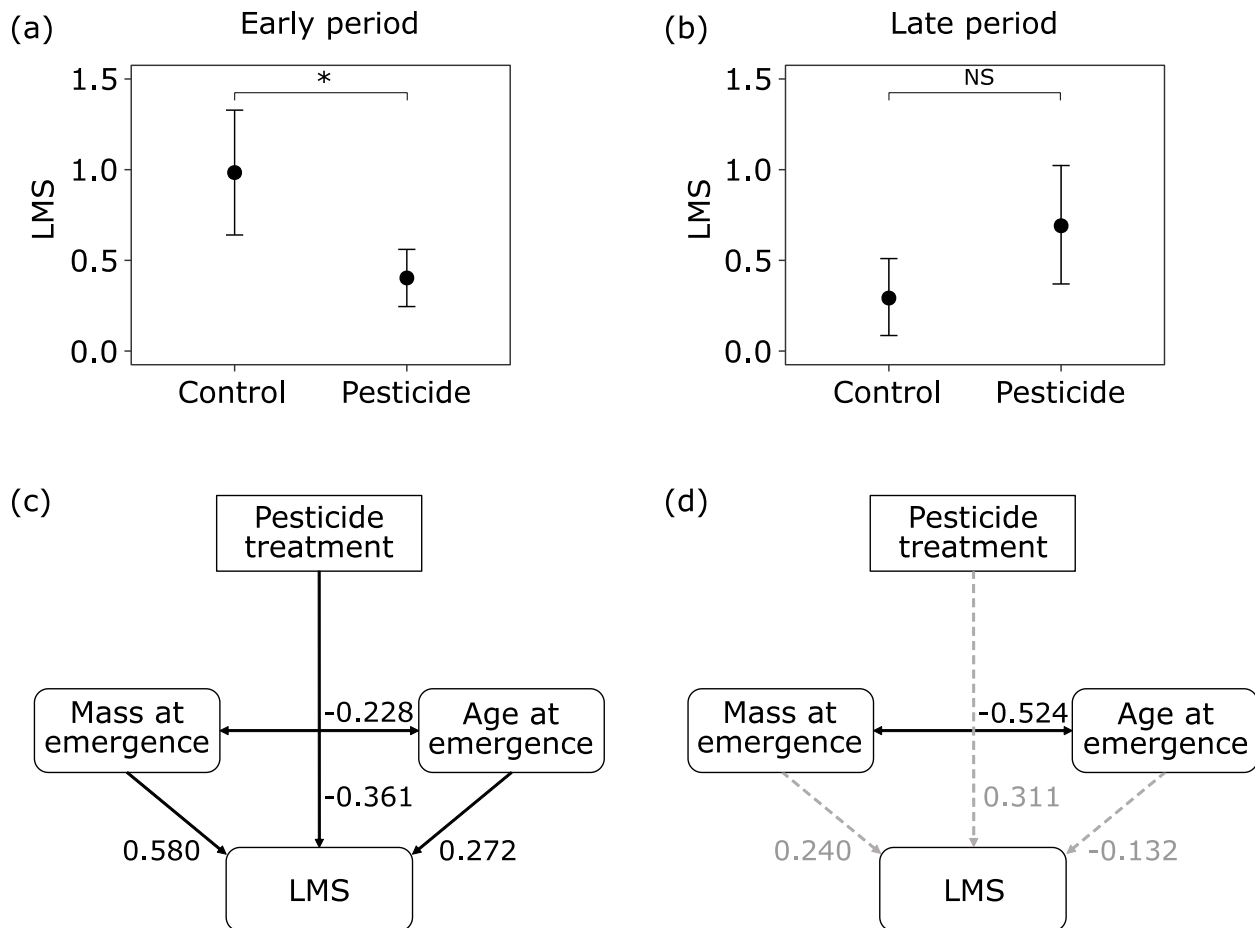 (a)
Early period
LMS
1.5
1.0
0.5
0.0
*
Control
Pesticide
(b)
Late period
LMS
1.5
1.0
0.5
0.0
NS
Control
Pesticide
(c)
Pesticide
treatment
Mass at
emergence
-0.228
Age at
emergence
-0.361
0.580
0.272
LMS
(d)
Pesticide
treatment
Mass at
emergence
-0.524
Age at
emergence
0.311
0.240
-0.132
LMS